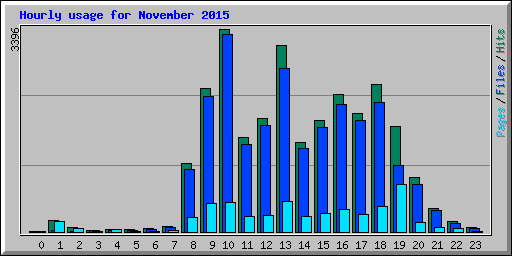 Hourly usage for November 2015
3396
Pages/Files/Hits
0 1 2 3 4 5 6 7 8 9 10 11 12 13 14 15 16 17 18 19 20 21 22 23